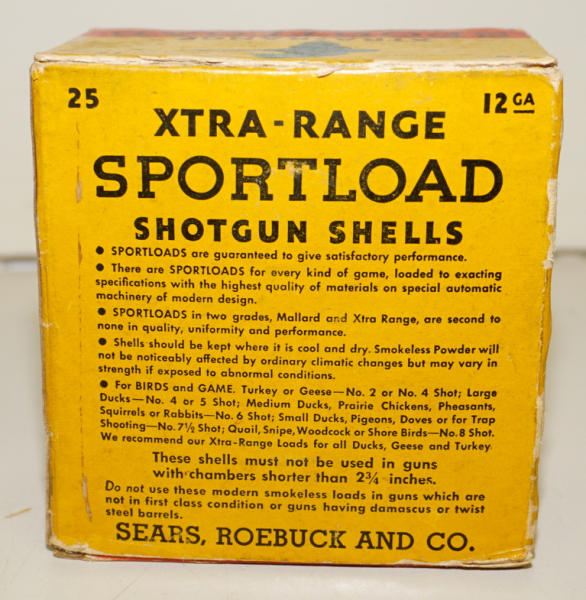 25
12 GA
XTRA-RANGE
SPORTLOAD
SHOTGUN SHELLS
• SPORTLOADS are guaranteed to give satisfactory performance.
• There are SPORTLOADS for every kind of game, loaded to exacting
specifications with the highest quality of materials on special automatic
machinery of modern design.
• SPORTLOADS in two grades, Mallard and Xtra Range, are second to
none in quality, uniformity and performance.
• Shells should be kept where it is cool and dry. Smokeless Powder will
not be noticeably affected by ordinary climatic changes but may vary in
strength if exposed to abnormal conditions.
• For BIRDS and GAME. Turkey or Geese—No. 2 or No. 4 Shot; Large
Ducks—No. 4 or 5 Shot; Medium Ducks, Prairie Chickens, Pheasants,
Squirrels or Rabbits—No. 6 Shot; Small Ducks, Pigeons, Doves or for Trap
Shooting—No. 7½ Shot; Quail, Snipe, Woodcock or Shore Birds—No. 8 Shot.
We recommend our Xtra-Range Loads for all Ducks, Geese and Turkey.
These shells must not be used in guns
with chambers shorter than 2¾ inches.
Do not use these modern smokeless loads in guns which are
not in first class condition or guns having damascus or twist
steel barrels.
SEARS, ROEBUCK AND CO.